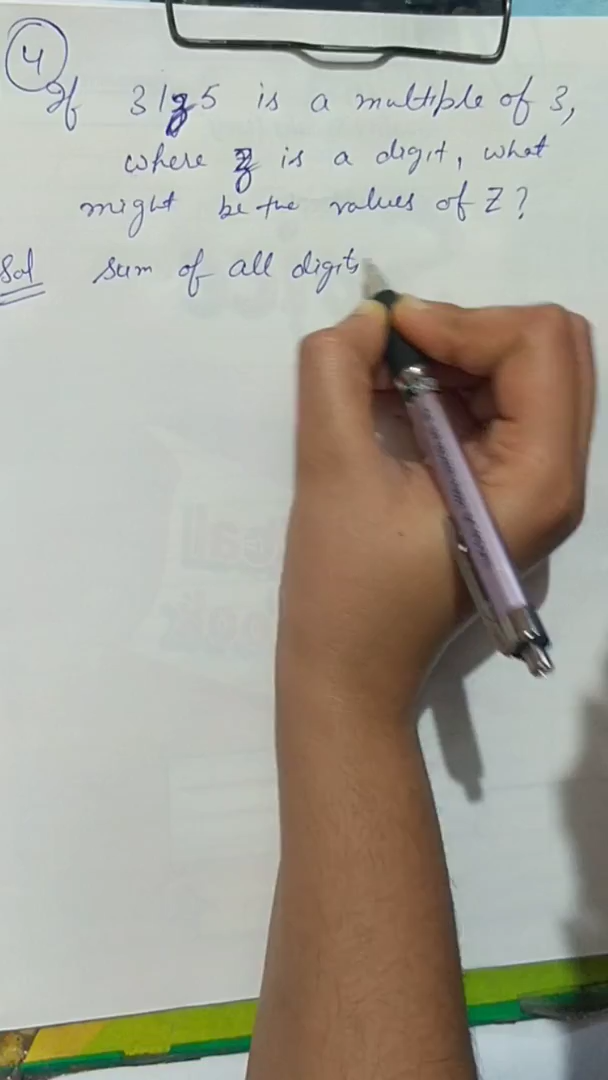 4
If 31z5 is a multiple of 3,
where z is a digit, what
might be the values of Z?
Sol sum of all digits